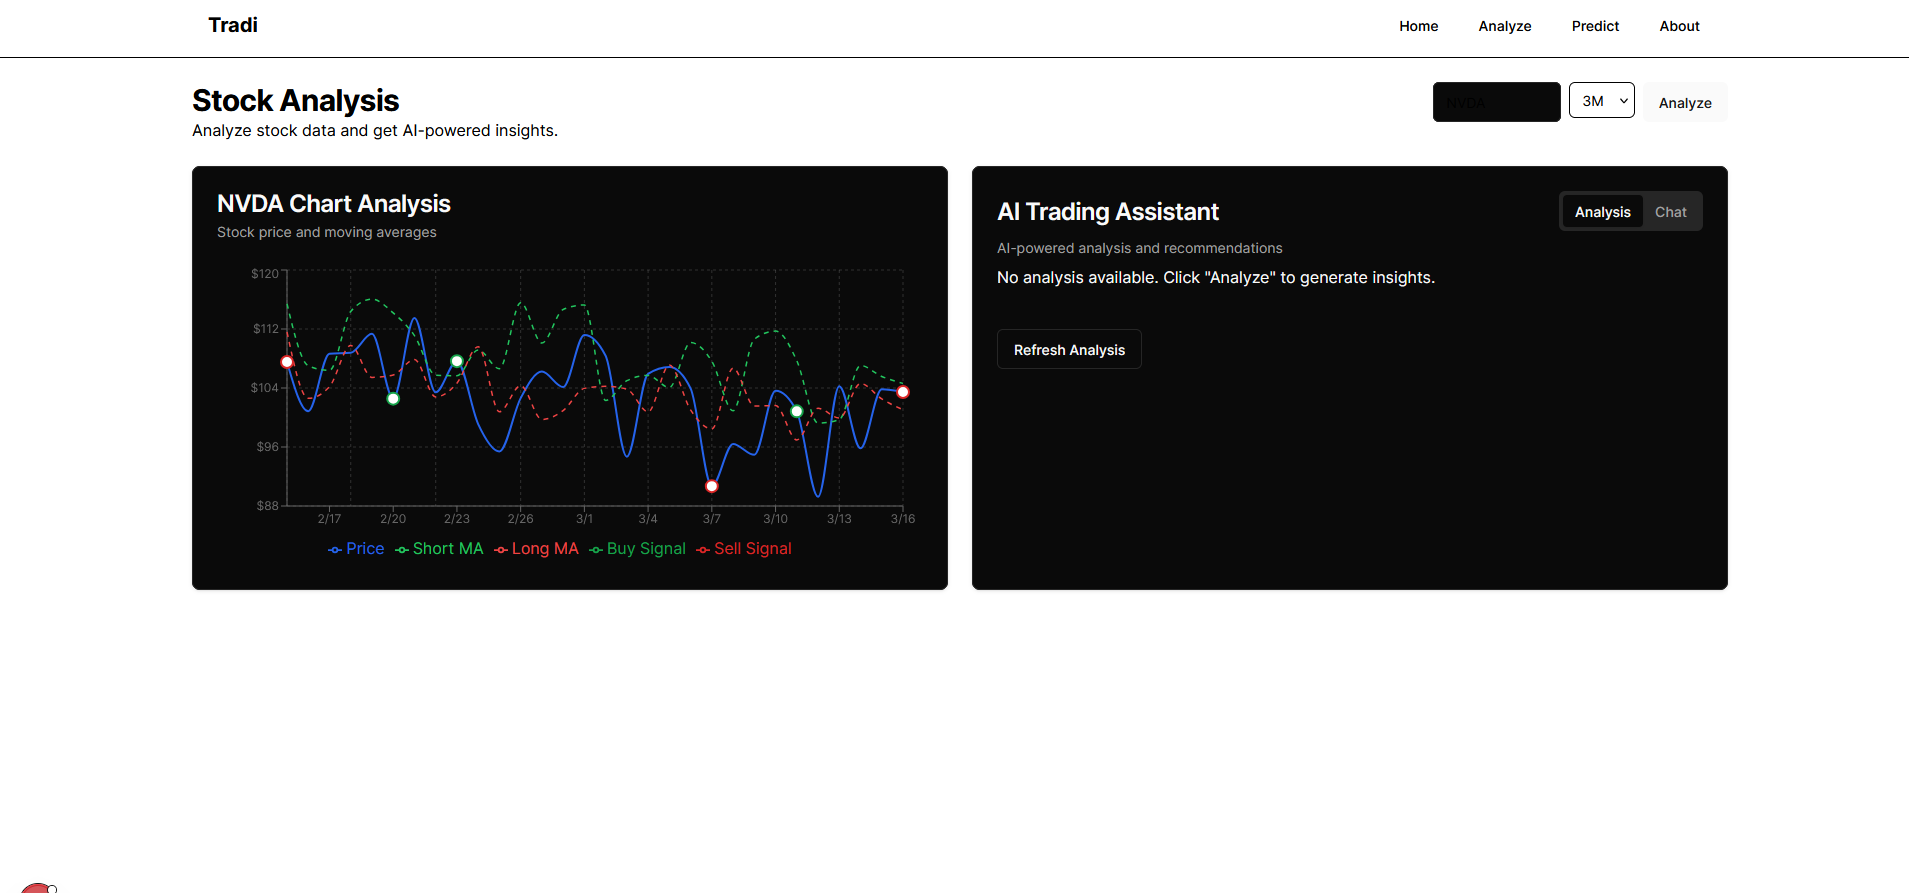 Tradi
Home Analyze Predict About
Stock Analysis
Analyze stock data and get AI-powered insights.
NVDA 3M Analyze
NVDA Chart Analysis
Stock price and moving averages
$120
$112
$104
$96
$88
2/17 2/20 2/23 2/26 3/1 3/4 3/7 3/10 3/13 3/16
Price Short MA Long MA Buy Signal Sell Signal
AI Trading Assistant
Analysis Chat
AI-powered analysis and recommendations
No analysis available. Click "Analyze" to generate insights.
Refresh Analysis